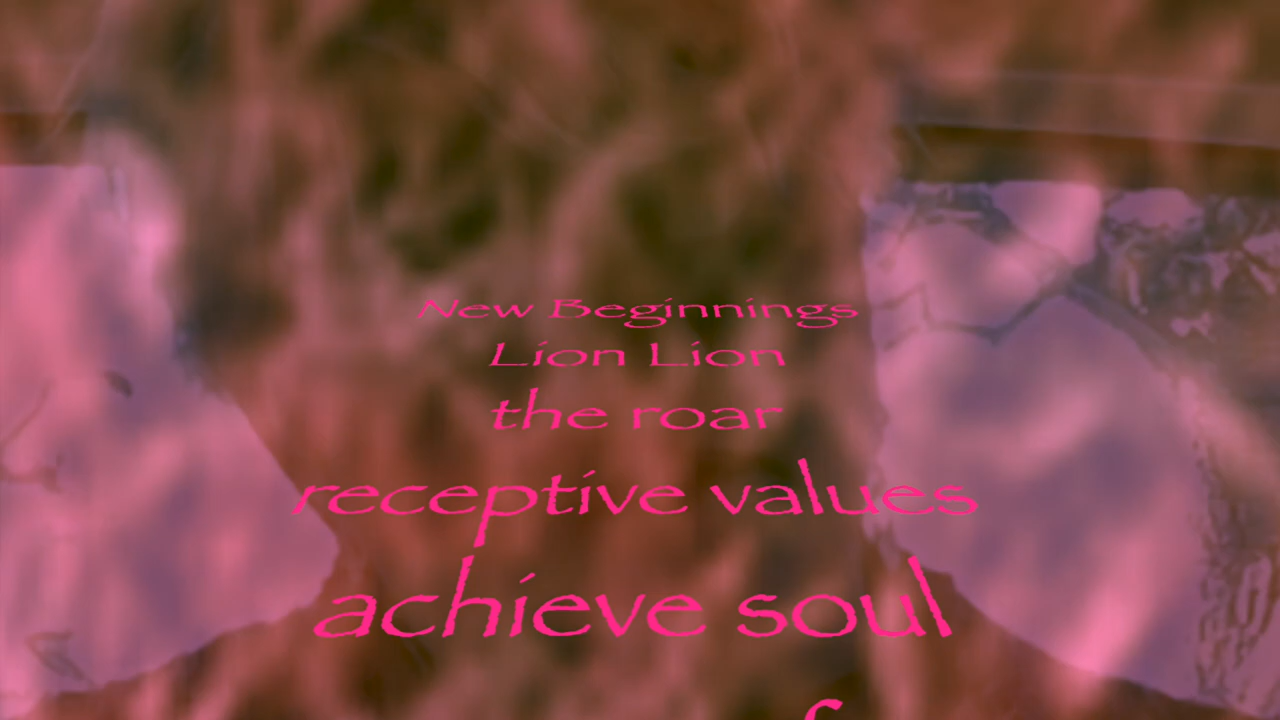 New Beginnings
Lion Lion
the roar
receptive values
achieve soul